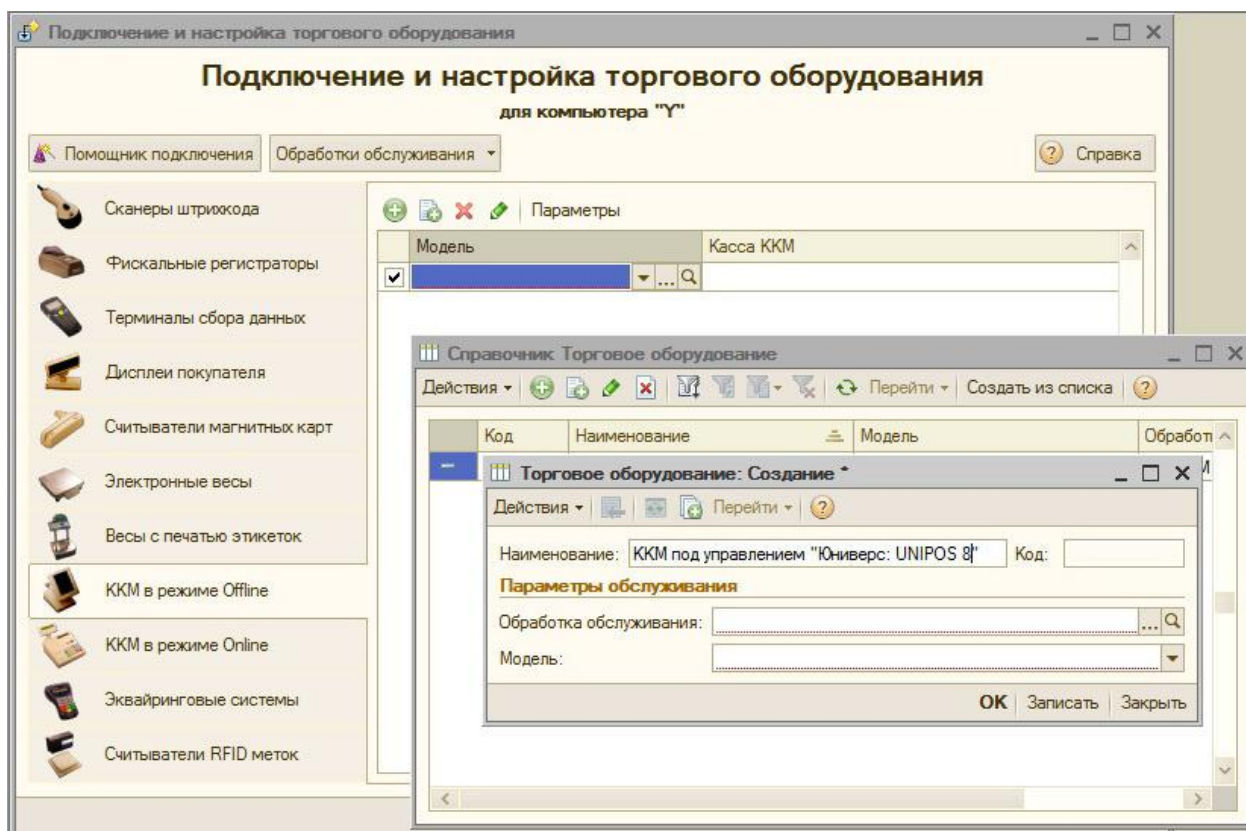 Подключение и настройка торгового оборудования
Подключение и настройка торгового оборудования
для компьютера "Y"
Помощник подключения Обработки обслуживания Справка
Сканеры штрихкода
Фискальные регистраторы
Терминалы сбора данных
Дисплеи покупателя
Считыватели магнитных карт
Электронные весы
Весы с печатью этикеток
ККМ в режиме Offline
ККМ в режиме Online
Эквайринговые системы
Считыватели RFID меток
Параметры
Модель Касса ККМ
...
Справочник Торговое оборудование
Действия Перейти Создать из списка
Код Наименование Модель Обработ
Торговое оборудование: Создание *
Действия Перейти
Наименование: ККМ под управлением "Юниверс: UNIPOS 8" Код:
Параметры обслуживания
Обработка обслуживания: ...
Модель:
OK Записать Закрыть